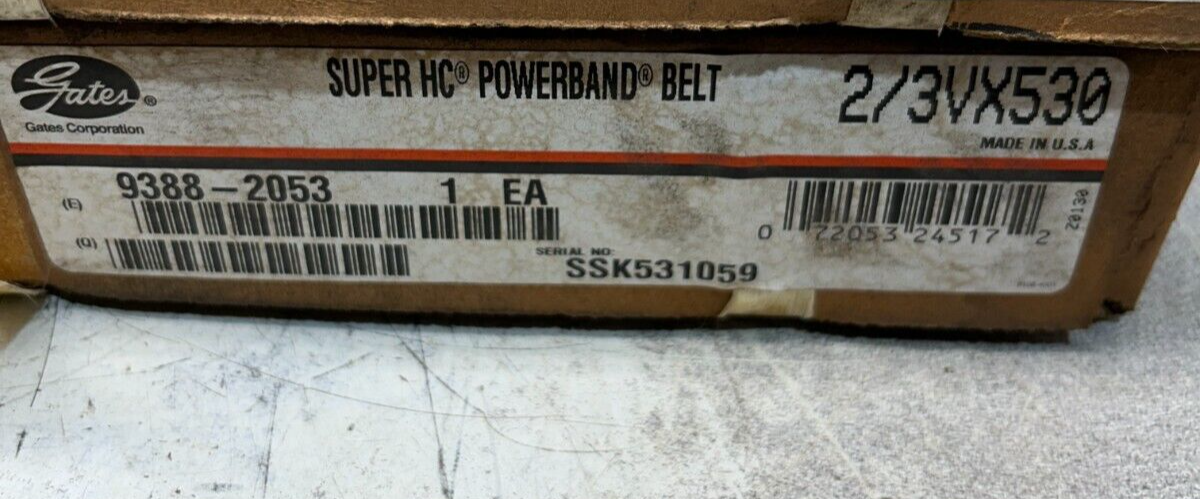 Gates®
Gates Corporation
SUPER HC® POWERBAND® BELT
2/3VX530
MADE IN U.S.A
(E) 9388-2053 1 EA
(Q)
SERIAL NO:
SSK531059
0 72053 24517 2
20130